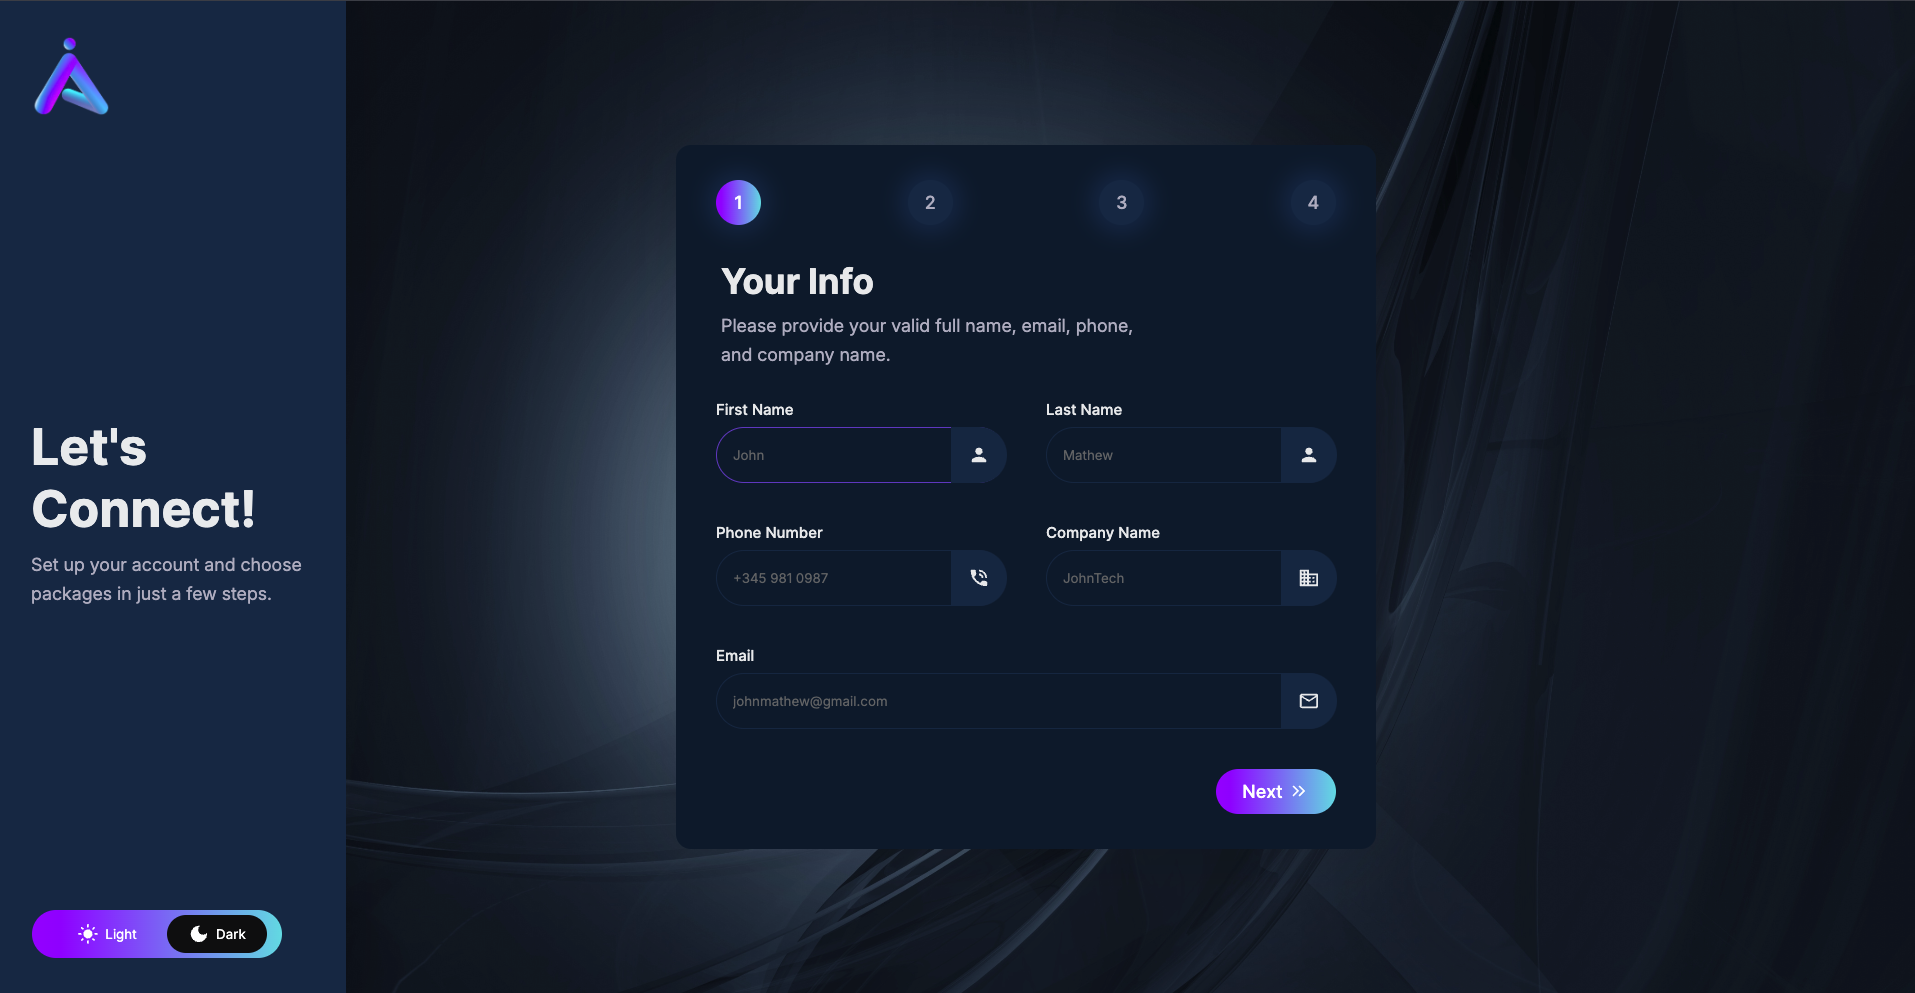 Let's
Connect!
Set up your account and choose
packages in just a few steps.
Light
Dark
1
2
3
4
Your Info
Please provide your valid full name, email, phone,
and company name.
First Name
Last Name
John
Mathew
Phone Number
Company Name
+345 981 0987
JohnTech
Email
johnmathew@gmail.com
Next